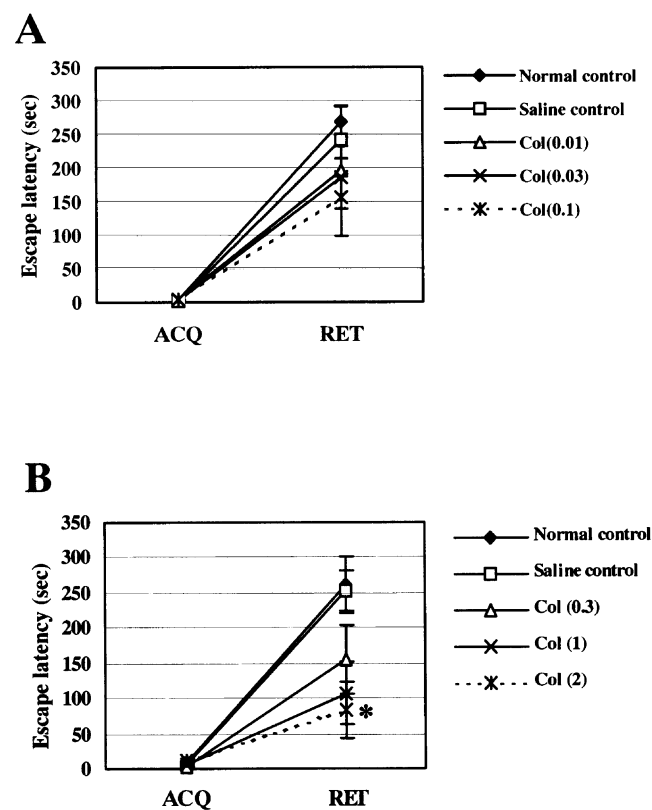 A
Escape latency (sec)
350
300
250
200
150
100
50
0
ACQ
RET
Normal control
Saline control
Col(0.01)
Col(0.03)
Col(0.1)
B
Escape latency (sec)
350
300
250
200
150
100
50
0
*
ACQ
RET
Normal control
Saline control
Col (0.3)
Col (1)
Col (2)